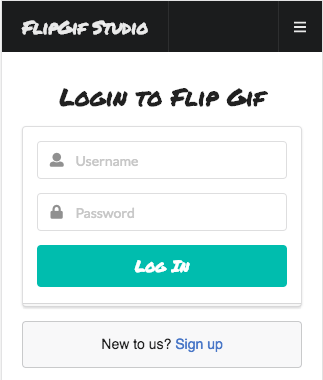 FlipGif Studio
Login to Flip Gif
Username
Password
Log In
New to us? Sign up